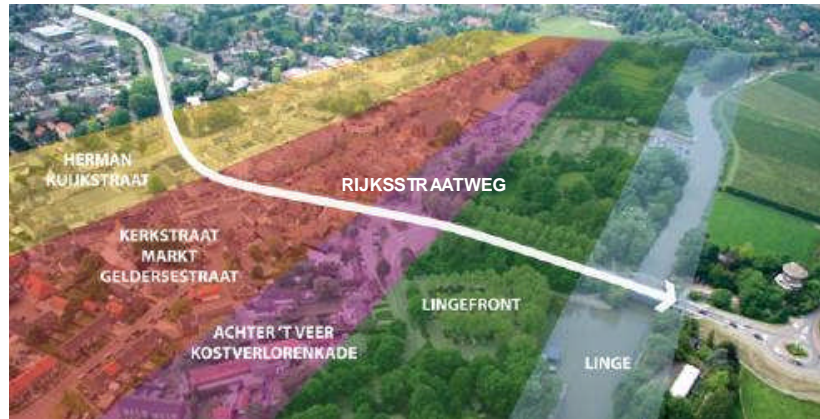 HERMAN
KUIJKSTRAAT
RIJKSSTRAATWEG
KERKSTRAAT
MARKT
GELDERSESTRAAT
LINGEFRONT
ACHTER 'T VEER
KOSTVERLORENKADE
LINGE